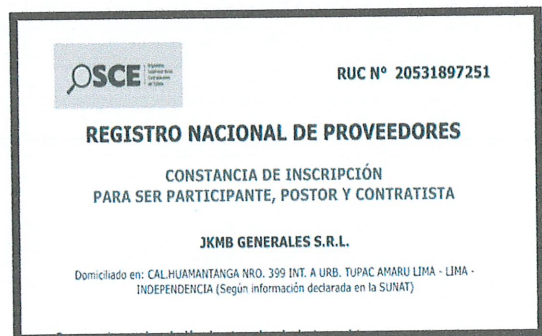 OSCE
RUC Nº 20531897251
REGISTRO NACIONAL DE PROVEEDORES
CONSTANCIA DE INSCRIPCIÓN
PARA SER PARTICIPANTE, POSTOR Y CONTRATISTA
JKMB GENERALES S.R.L.
Domiciliado en: CAL.HUAMANTANGA NRO. 399 INT. A URB. TUPAC AMARU LIMA - LIMA -
INDEPENDENCIA (Según información declarada en la SUNAT)